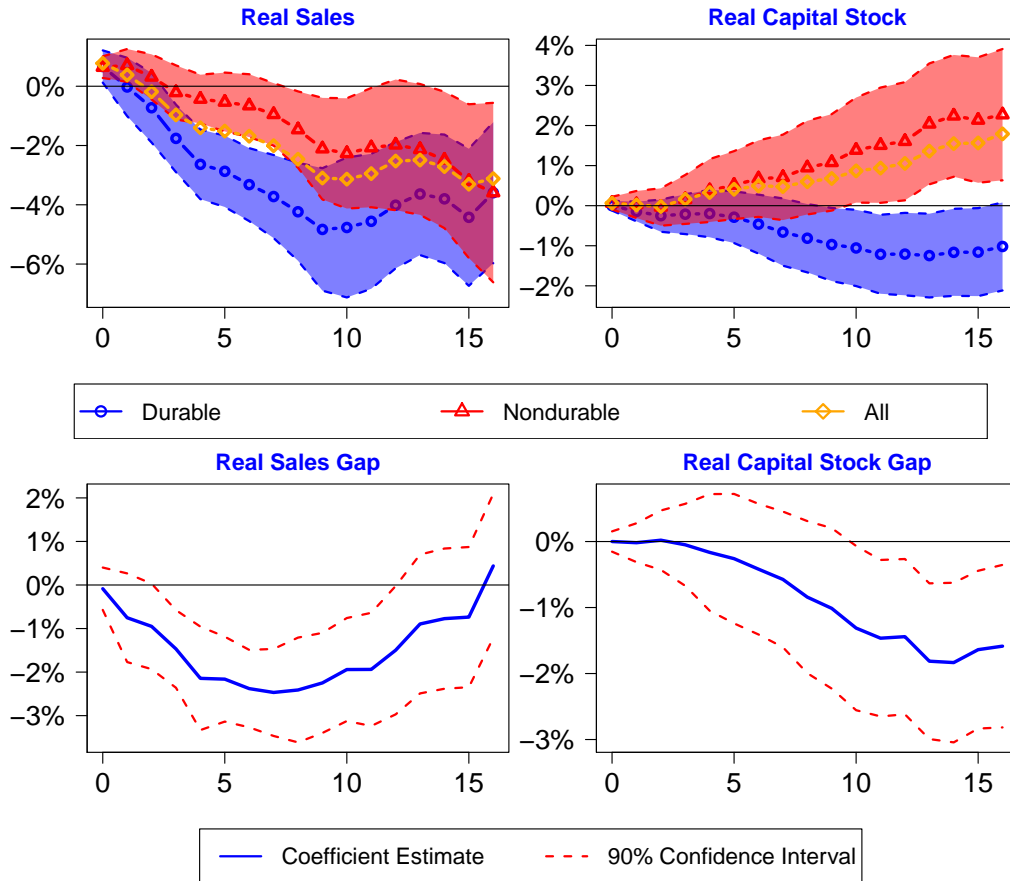 Real Sales
0%
−2%
−4%
−6%
0 5 10 15
Real Capital Stock
4%
3%
2%
1%
0%
−1%
−2%
0 5 10 15
Durable Nondurable All
Real Sales Gap
2%
1%
0%
−1%
−2%
−3%
0 5 10 15
Real Capital Stock Gap
0%
−1%
−2%
−3%
0 5 10 15
Coefficient Estimate 90% Confidence Interval